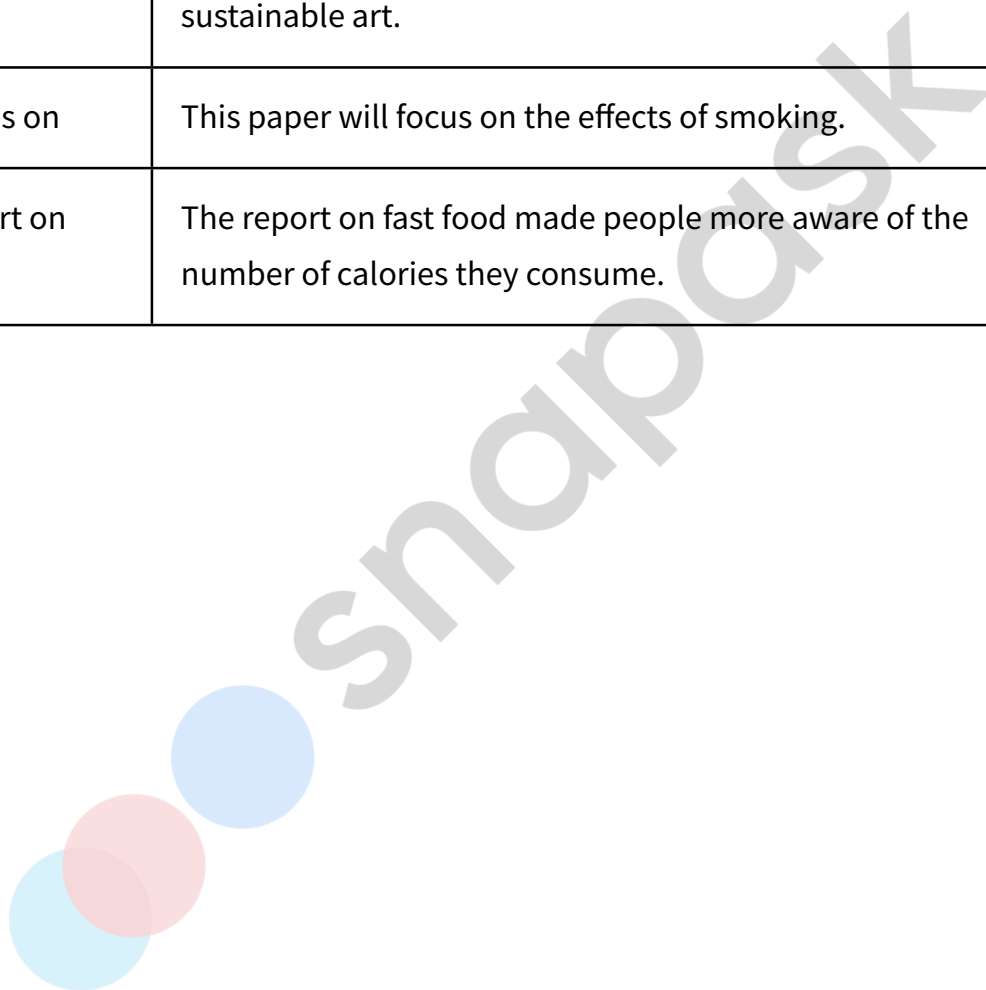 sustainable art.
s on
This paper will focus on the effects of smoking.
rt on
The report on fast food made people more aware of the
number of calories they consume.
snapask